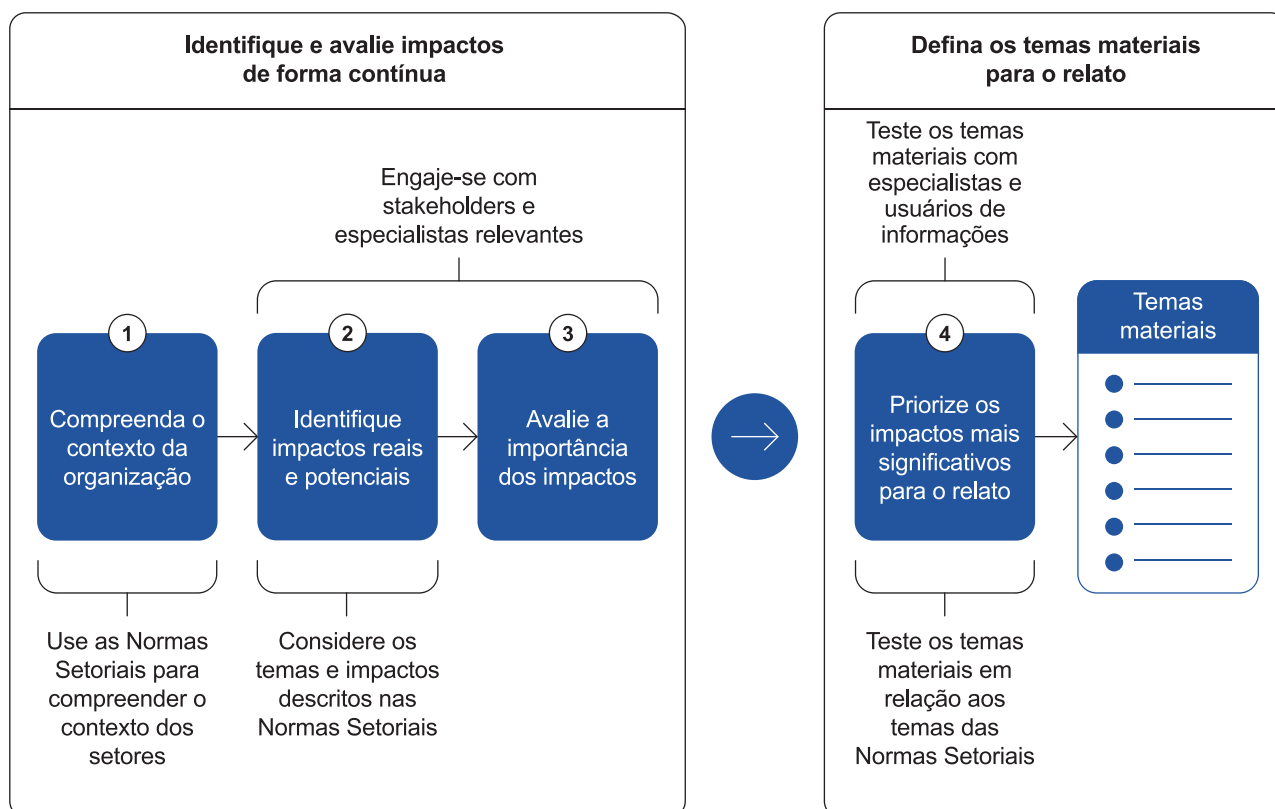 Identifique e avalie impactos
de forma contínua
Engaje-se com
stakeholders e
especialistas relevantes
1
Compreenda o
contexto da
organização
2
Identifique
impactos reais
e potenciais
3
Avalie a
importância
dos impactos
Use as Normas
Setoriais para
compreender o
contexto dos
setores
Considere os
temas e impactos
descritos nas
Normas Setoriais
Defina os temas materiais
para o relato
Teste os temas
materiais com
especialistas e
usuários de
informações
4
Priorize os
impactos mais
significativos
para o relato
Temas
materiais
Teste os temas
materiais em
relação aos
temas das
Normas Setoriais